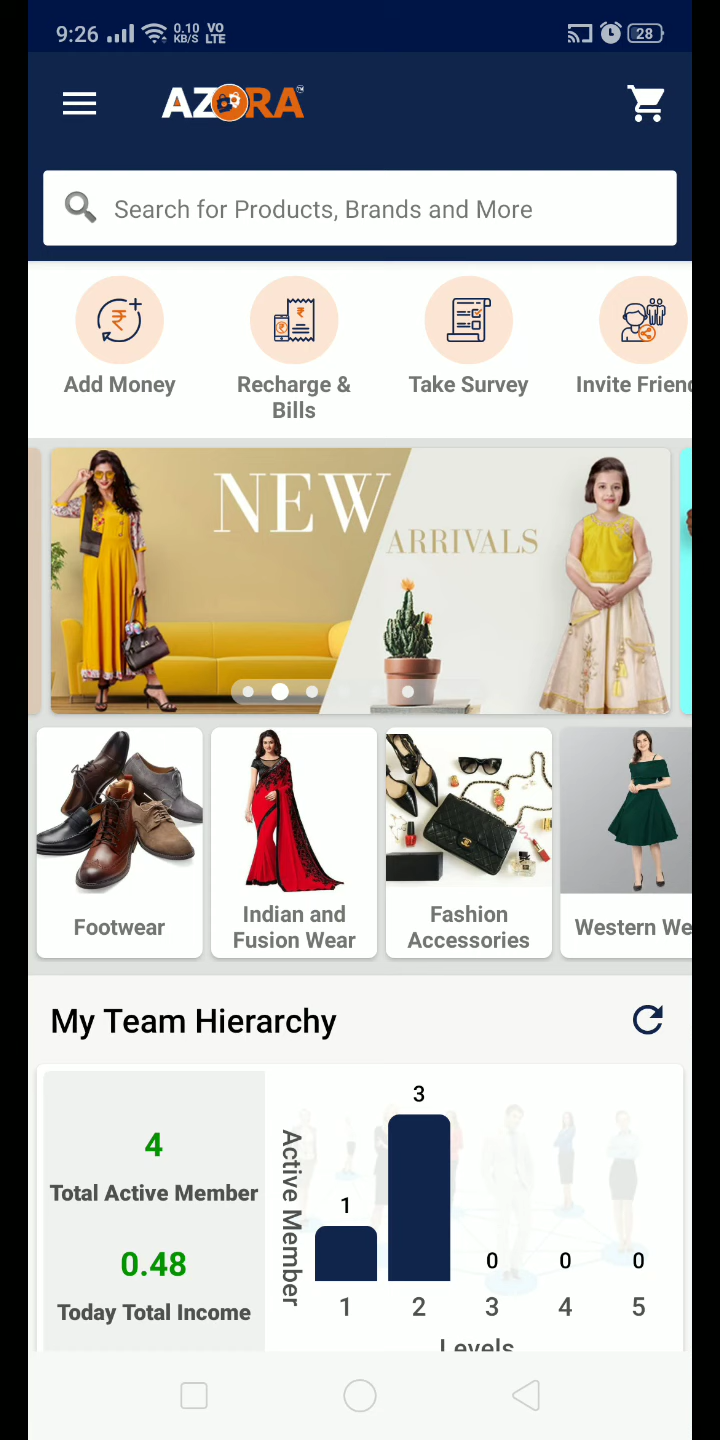 9:26
0.10
KB/S
VO
LTE
28
AZORA
TM
Search for Products, Brands and More
Add Money
Recharge &
Bills
Take Survey
Invite Friend
NEW
ARRIVALS
Footwear
Indian and
Fusion Wear
Fashion
Accessories
Western We
My Team Hierarchy
4
Total Active Member
0.48
Today Total Income
Active Member
3
1
0
0
0
1
2
3
4
5
Levels